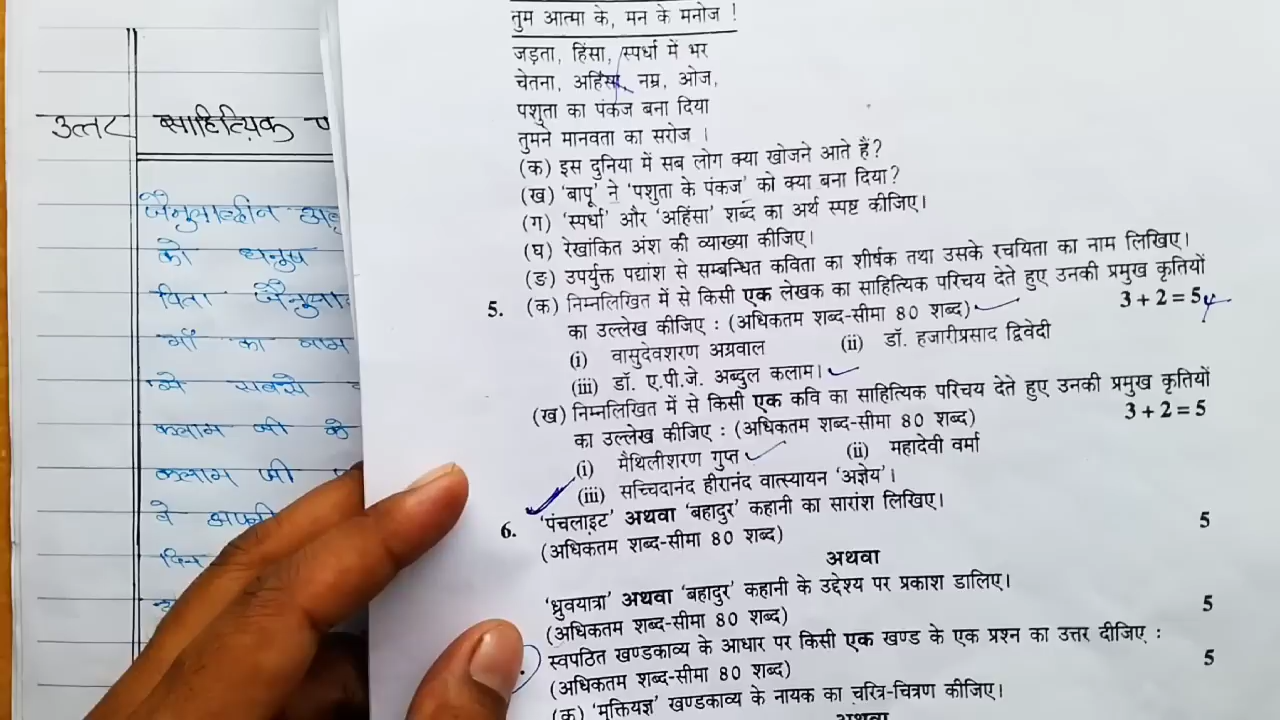 तुम आत्मा के, मन के मनोज !
जड़ता, हिंसा, स्पर्धा में भर
चेतना, अहिंसा, नम्र, ओज,
पशुता का पंकज बना दिया
तुमने मानवता का सरोज ।
(क) इस दुनिया में सब लोग क्या खोजने आते हैं?
(ख) 'बापू' ने 'पशुता के पंकज' को क्या बना दिया?
(ग) 'स्पर्धा' और 'अहिंसा' शब्द का अर्थ स्पष्ट कीजिए।
(घ) रेखांकित अंश की व्याख्या कीजिए।
(ङ) उपर्युक्त पद्यांश से सम्बन्धित कविता का शीर्षक तथा उसके रचयिता का नाम लिखिए।
5. (क) निम्नलिखित में से किसी एक लेखक का साहित्यिक परिचय देते हुए उनकी प्रमुख कृतियों
का उल्लेख कीजिए : (अधिकतम शब्द-सीमा 80 शब्द) 3 + 2 = 5
(i) वासुदेवशरण अग्रवाल (ii) डॉ. हजारीप्रसाद द्विवेदी
(iii) डॉ. ए.पी.जे. अब्दुल कलाम।
(ख) निम्नलिखित में से किसी एक कवि का साहित्यिक परिचय देते हुए उनकी प्रमुख कृतियों
का उल्लेख कीजिए : (अधिकतम शब्द-सीमा 80 शब्द) 3 + 2 = 5
(i) मैथिलीशरण गुप्त (ii) महादेवी वर्मा
(iii) सच्चिदानंद हीरानंद वात्स्यायन 'अज्ञेय'।
6. 'पंचलाइट' अथवा 'बहादुर' कहानी का सारांश लिखिए।
(अधिकतम शब्द-सीमा 80 शब्द) 5
अथवा
'ध्रुवयात्रा' अथवा 'बहादुर' कहानी के उद्देश्य पर प्रकाश डालिए।
(अधिकतम शब्द-सीमा 80 शब्द) 5
स्वपठित खण्डकाव्य के आधार पर किसी एक खण्ड के एक प्रश्न का उत्तर दीजिए :
(अधिकतम शब्द-सीमा 80 शब्द) 5
(क) 'मुक्तियज्ञ' खण्डकाव्य के नायक का चरित्र-चित्रण कीजिए।
अथवा
उत्तर साहित्यिक
को धनुष
पिता
माँ का नाम
से सबसे
कलाम जी के
कलाम जी
वे अपनी